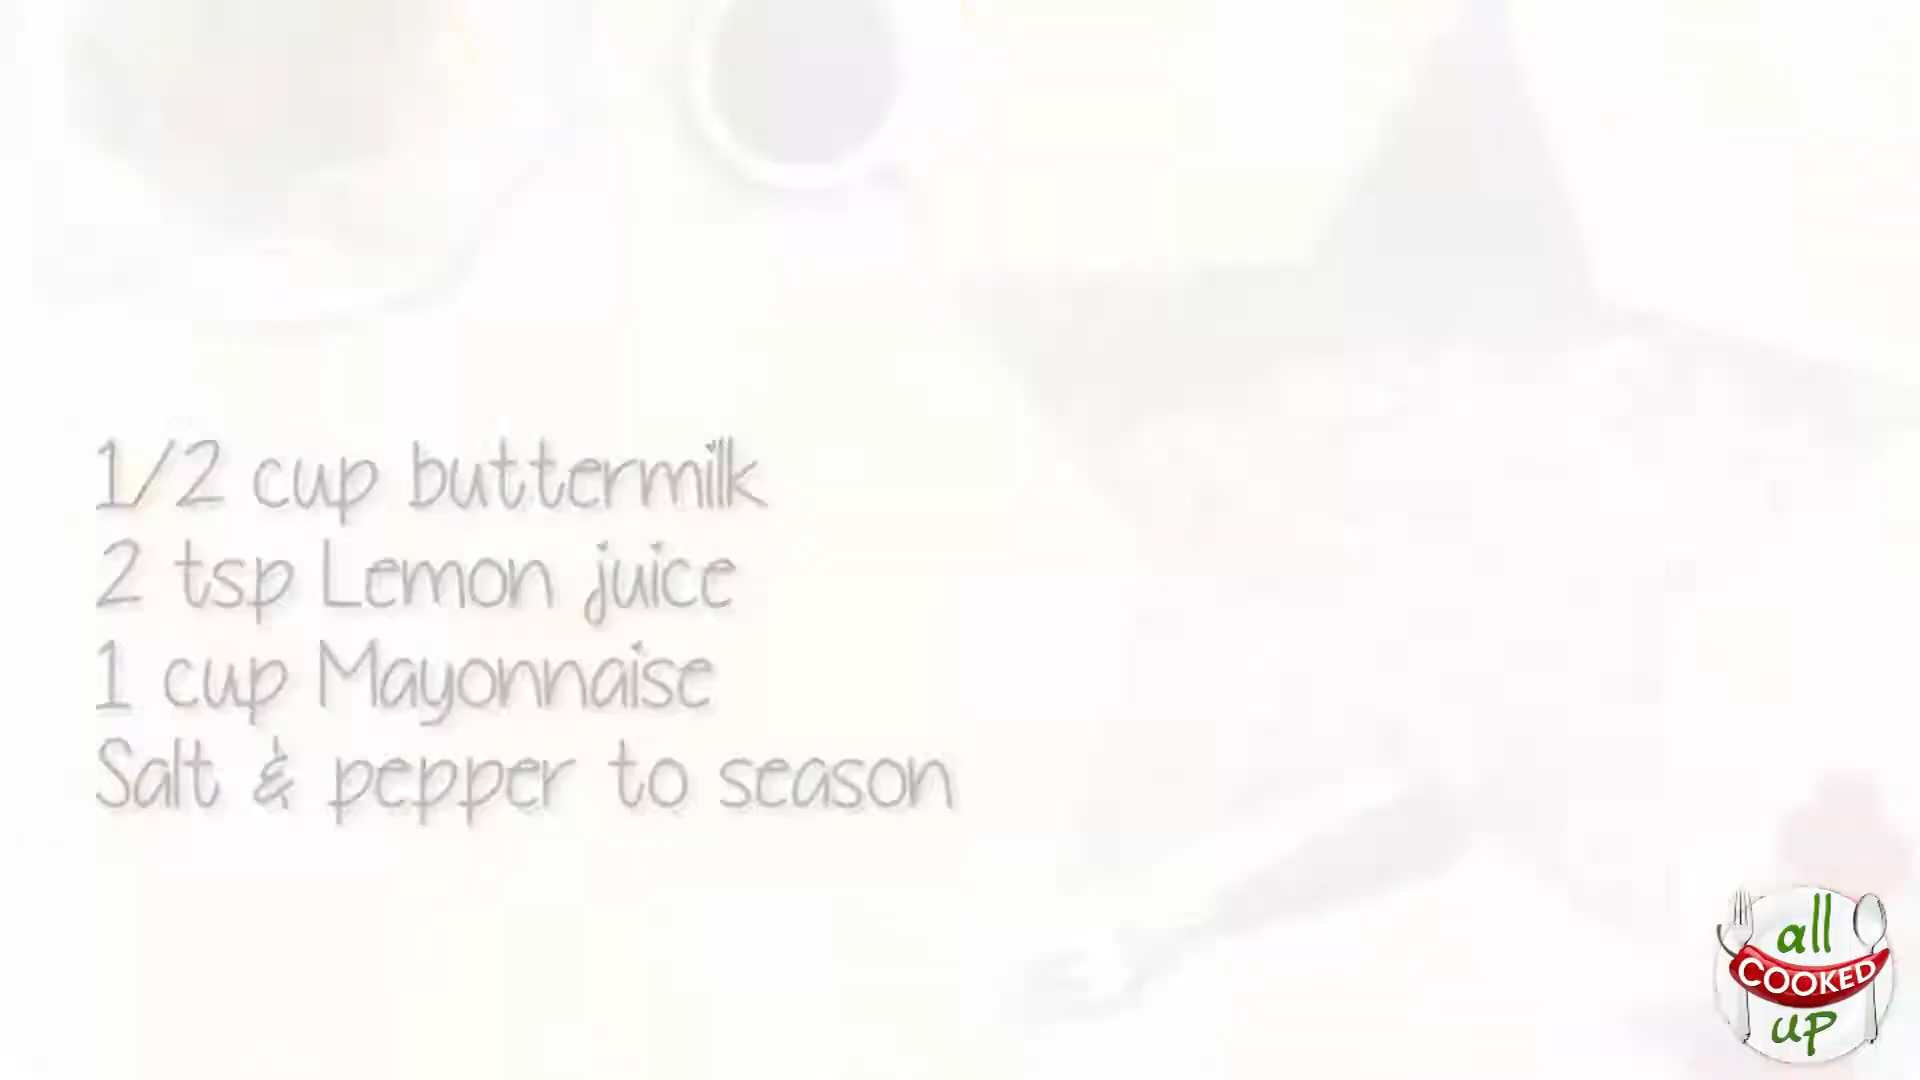 1/2 cup buttermilk
2 tsp Lemon juice
1 cup Mayonnaise
Salt & pepper to season
all
COOKED
up